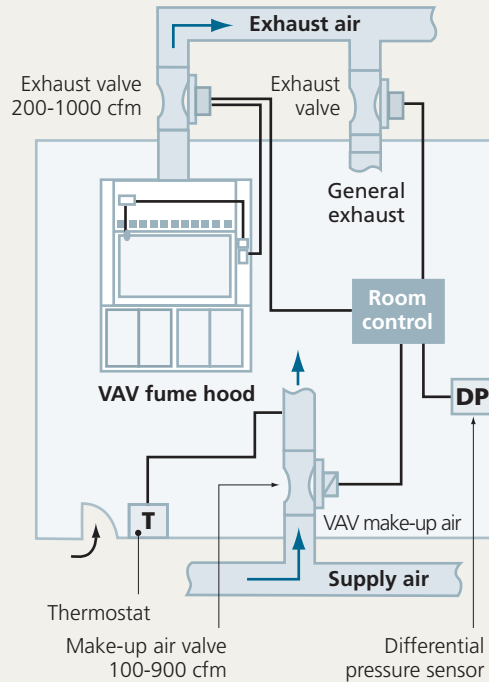 Exhaust air
Exhaust valve
200-1000 cfm
Exhaust
valve
General
exhaust
Room
control
VAV fume hood
DP
T
VAV make-up air
Supply air
Thermostat
Make-up air valve
100-900 cfm
Differential
pressure sensor